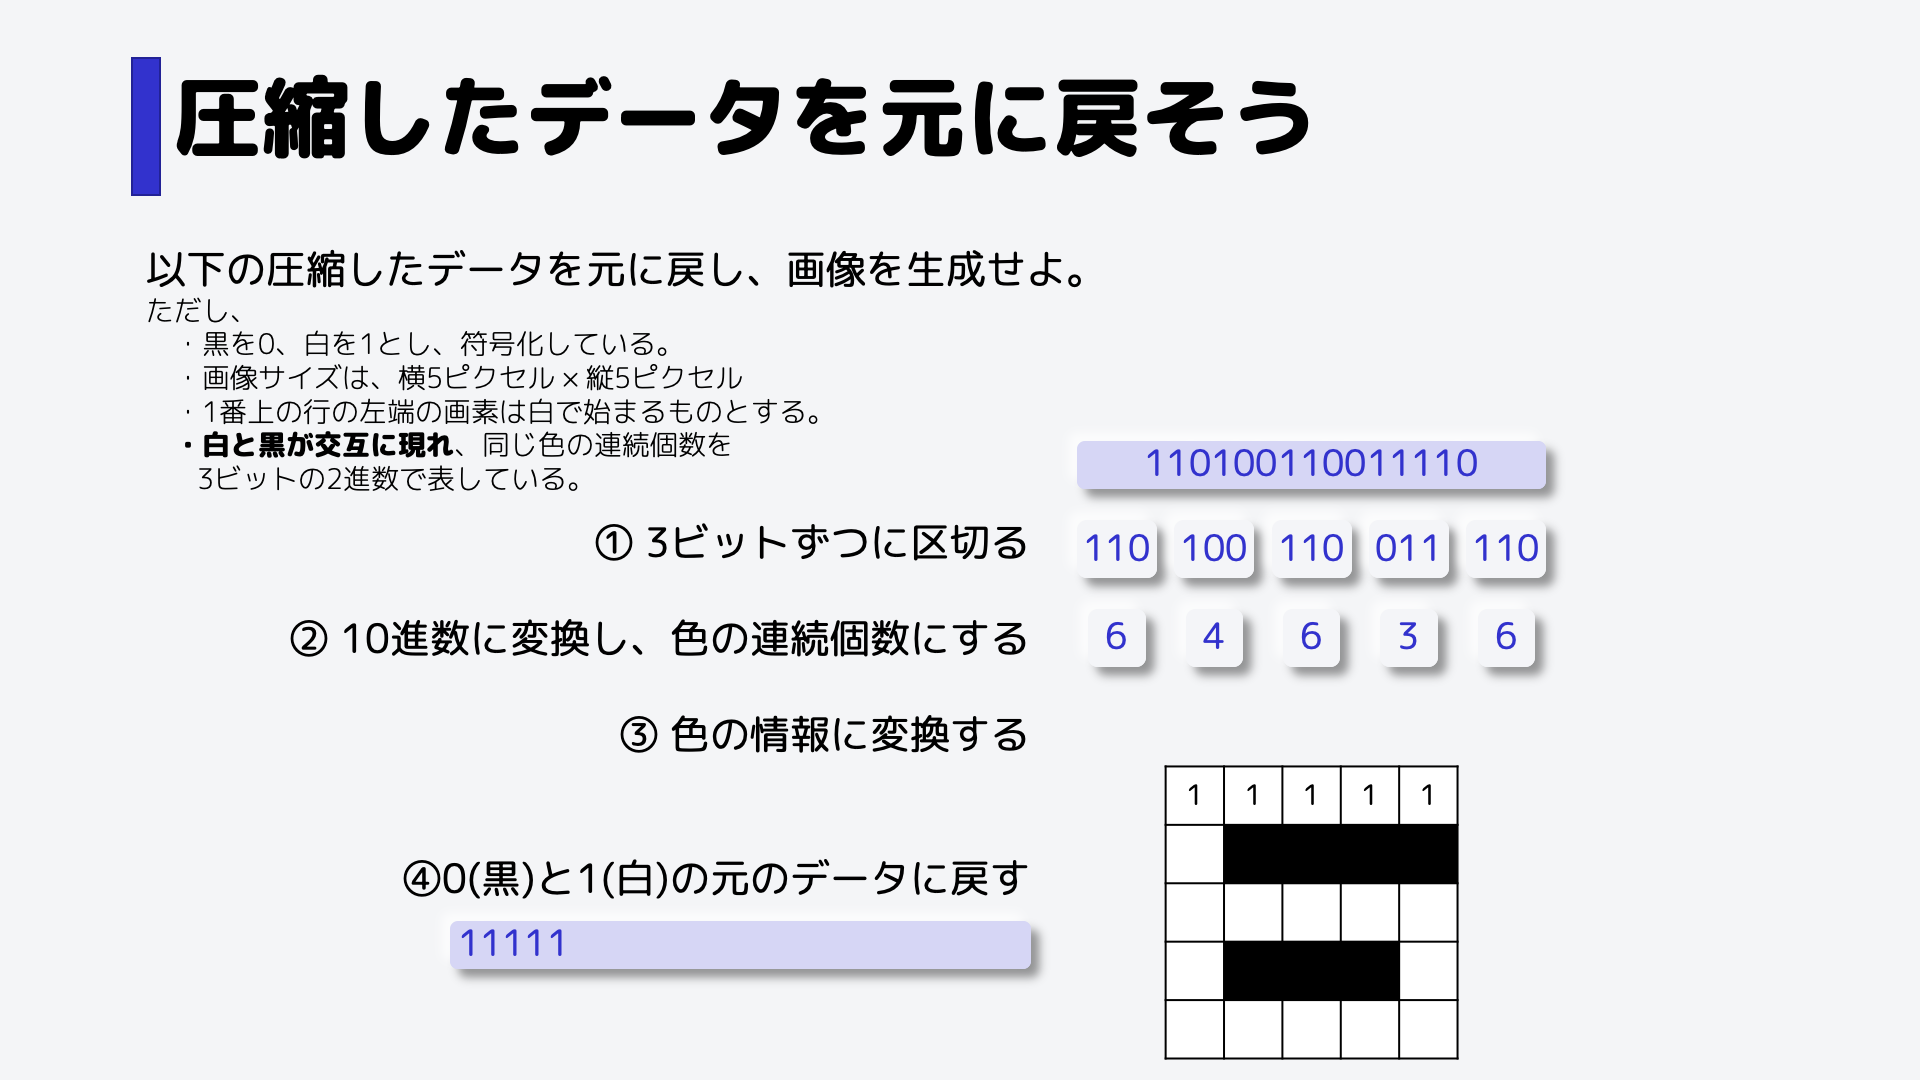 圧縮したデータを元に戻そう
以下の圧縮したデータを元に戻し、画像を生成せよ。
ただし、
・黒を0、白を1とし、符号化している。
・画像サイズは、横5ピクセル × 縦5ピクセル
・1番上の行の左端の画素は白で始まるものとする。
・白と黒が交互に現れ、同じ色の連続個数を
3ビットの2進数で表している。
110100110011110
① 3ビットずつに区切る
110 100 110 011 110
② 10進数に変換し、色の連続個数にする
6 4 6 3 6
③ 色の情報に変換する
1 1 1 1 1
④0(黒)と1(白)の元のデータに戻す
11111